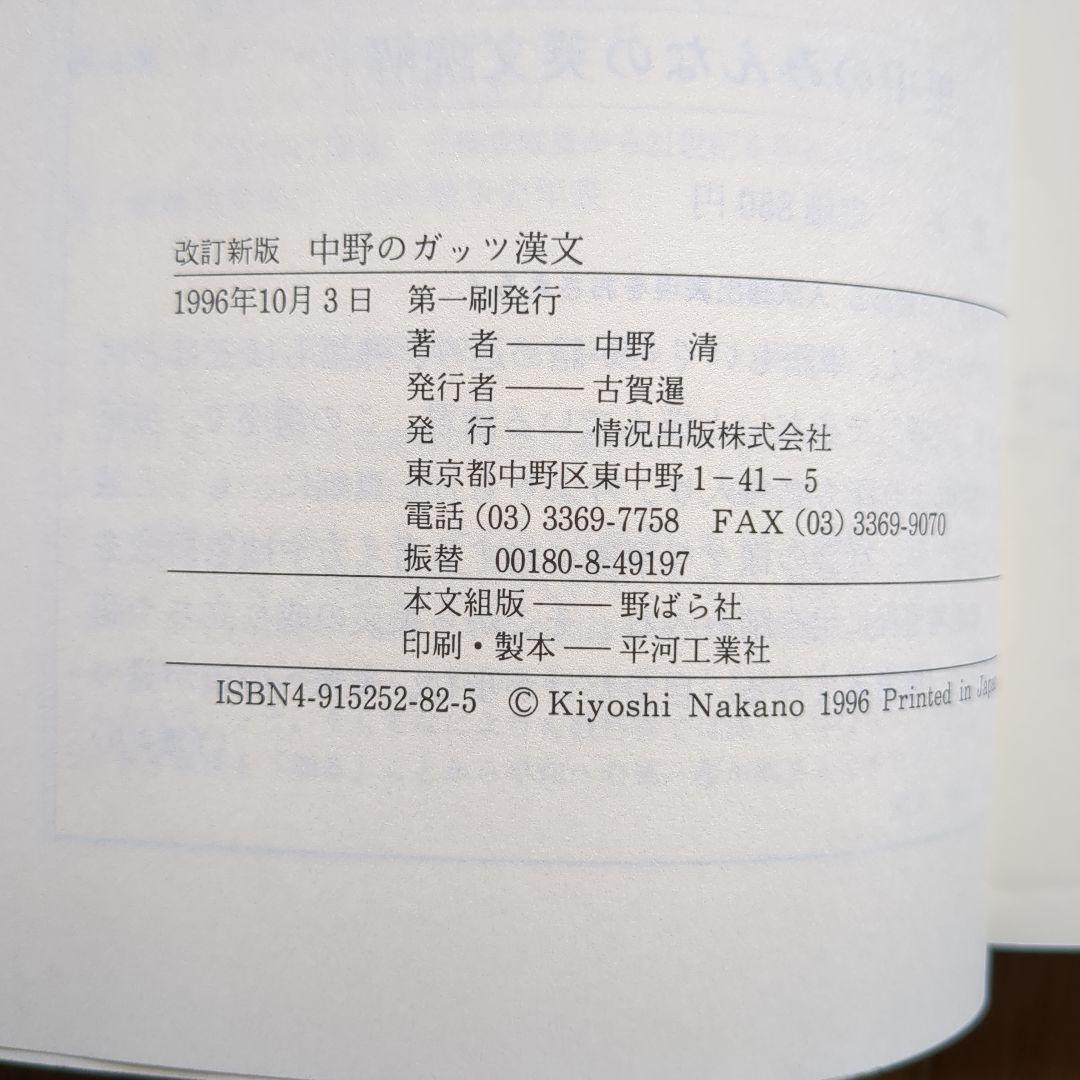 改訂新版　中野のガッツ漢文
1996年10月3日　第一刷発行
著　者――中野　清
発行者――古賀暹
発　行――情況出版株式会社
東京都中野区東中野1－41－5
電話（03）3369-7758　FAX（03）3369-9070
振替　00180-8-49197
本文組版――野ばら社
印刷・製本―平河工業社
ISBN4-915252-82-5　© Kiyoshi Nakano 1996 Printed in Japa